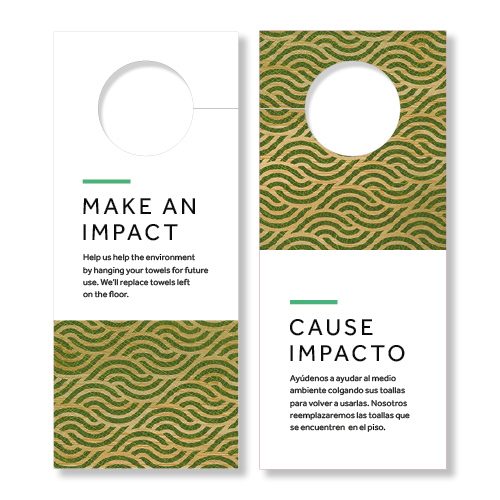 MAKE AN
IMPACT
Help us help the environment
by hanging your towels for future
use. We'll replace towels left
on the floor.
CAUSE
IMPACTO
Ayúdenos a ayudar al medio
ambiente colgando sus toallas
para volver a usarlas. Nosotros
reemplazaremos las toallas que
se encuentren en el piso.